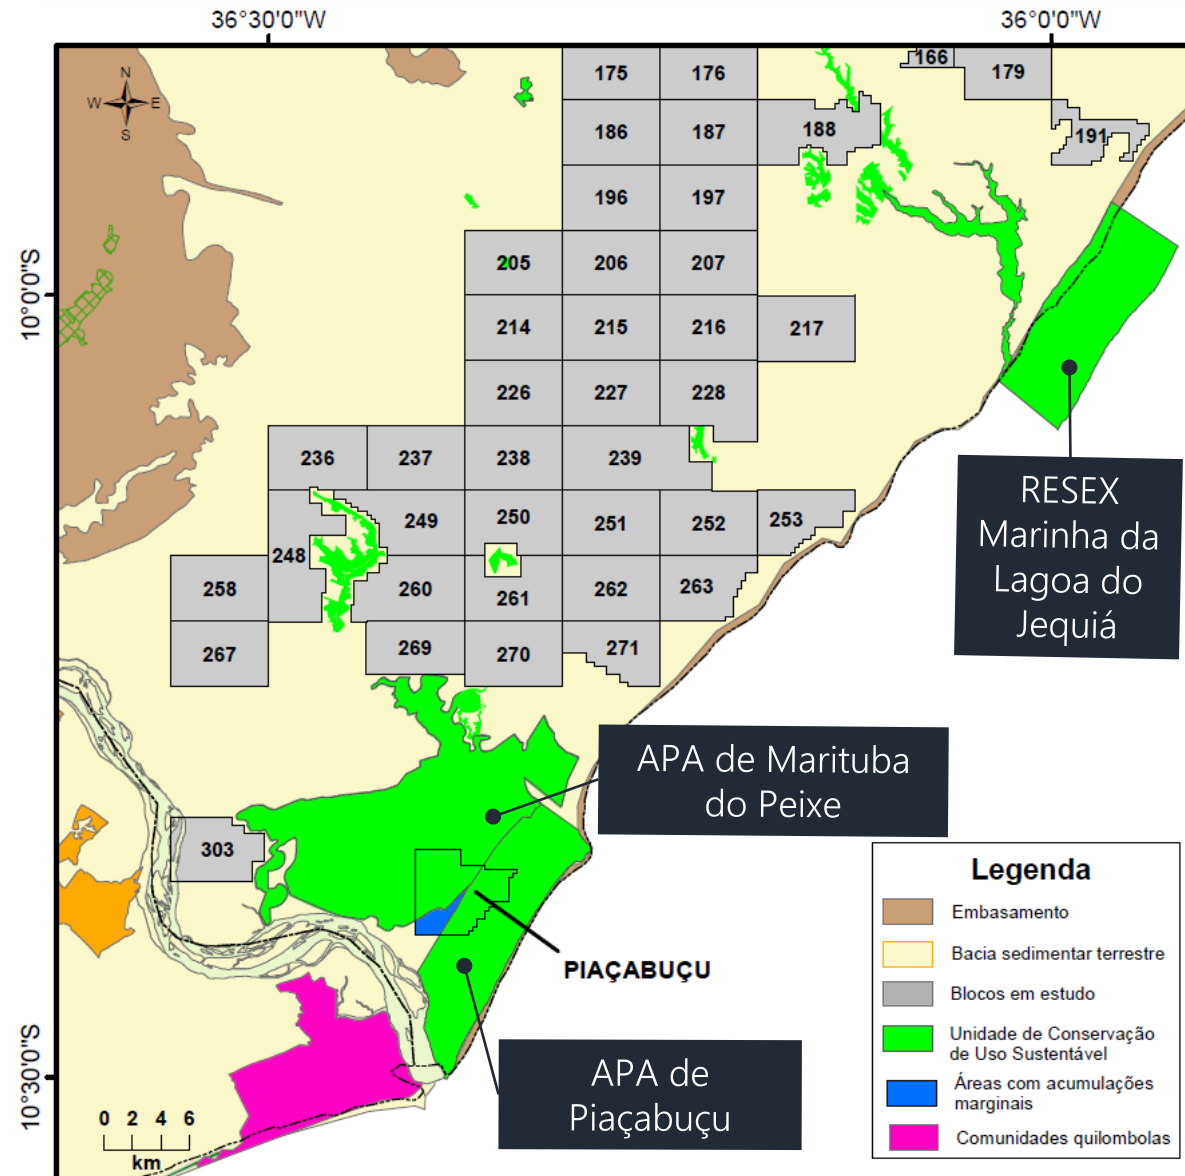 36°30'0"W
36°0'0"W
N
W E
S
10°0'0"S
10°30'0"S
175 176 166 179
186 187 188 191
196 197
205 206 207
214 215 216 217
226 227 228
236 237 238 239
248 249 250 251 252 253
258 260 261 262 263
267 269 270 271
303
RESEX
Marinha da
Lagoa do
Jequiá
APA de Marituba
do Peixe
PIAÇABUÇU
APA de
Piaçabuçu
0 2 4 6
km
Legenda
Embasamento
Bacia sedimentar terrestre
Blocos em estudo
Unidade de Conservação
de Uso Sustentável
Áreas com acumulações
marginais
Comunidades quilombolas